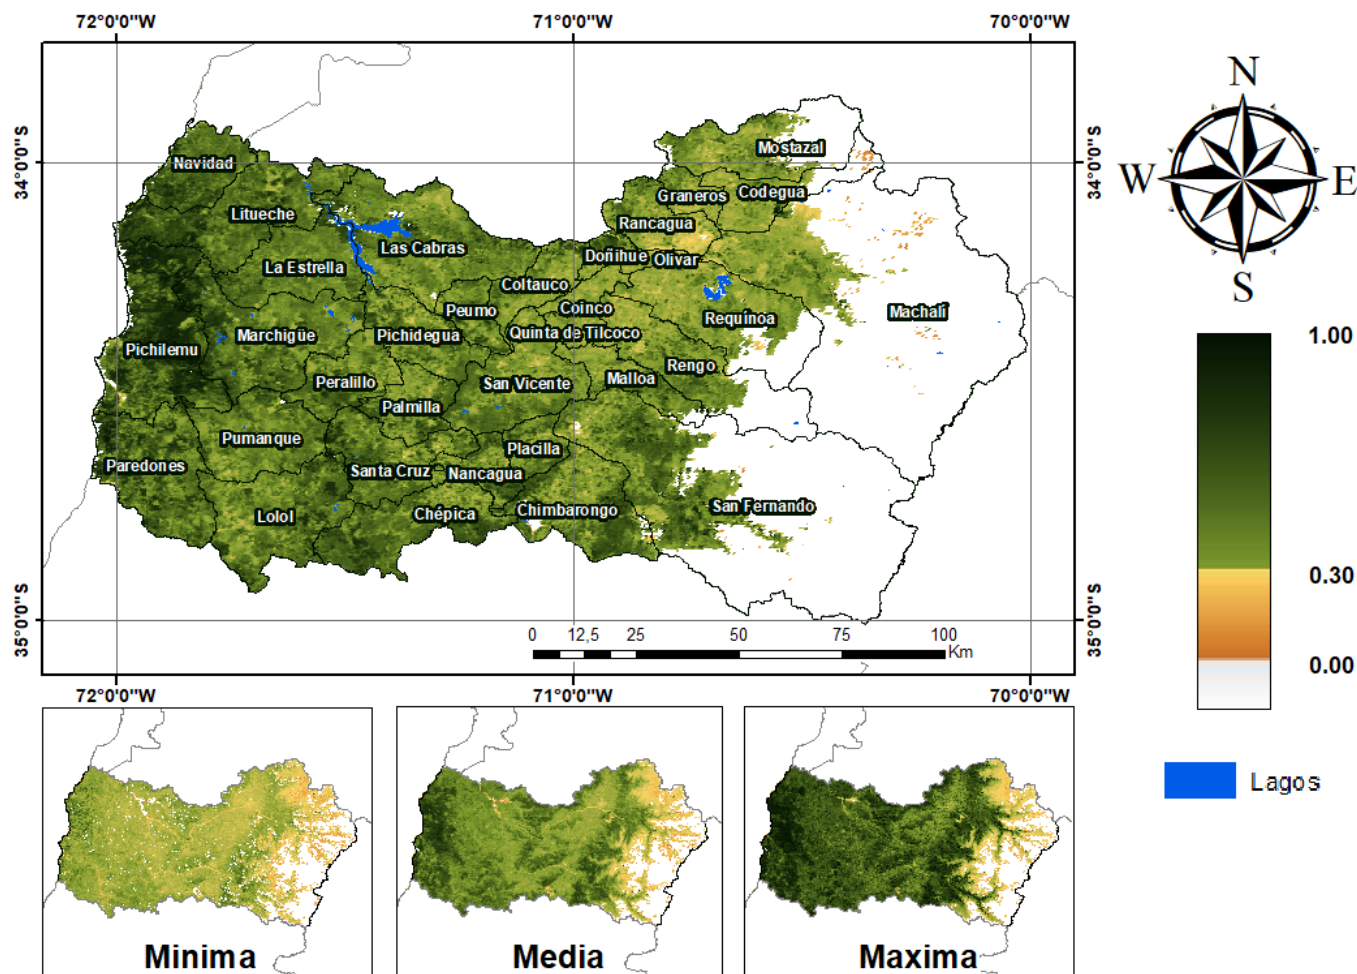 72°0'0"W 71°0'0"W 70°0'0"W
N
34°0'0"S
34°0'0"S
W
E
S
Mostazal
Navidad
Graneros
Codegua
Litueche
Rancagua
Las Cabras
Doñihue
Olivar
La Estrella
Coltauco
Peumo
Coinco
Requínoa
Machalí
Marchigüe
Pichidegua
Quinta de Tilcoco
Pichilemu
Rengo
Peralillo
San Vicente
Malloa
Palmilla
Pumanque
Placilla
Paredones
Santa Cruz
Nancagua
San Fernando
Lolol
Chépica
Chimbarongo
35°0'0"S
35°0'0"S
0 12,5 25 50 75 100
Km
72°0'0"W 71°0'0"W 70°0'0"W
1.00
0.30
0.00
Lagos
Minima
Media
Maxima